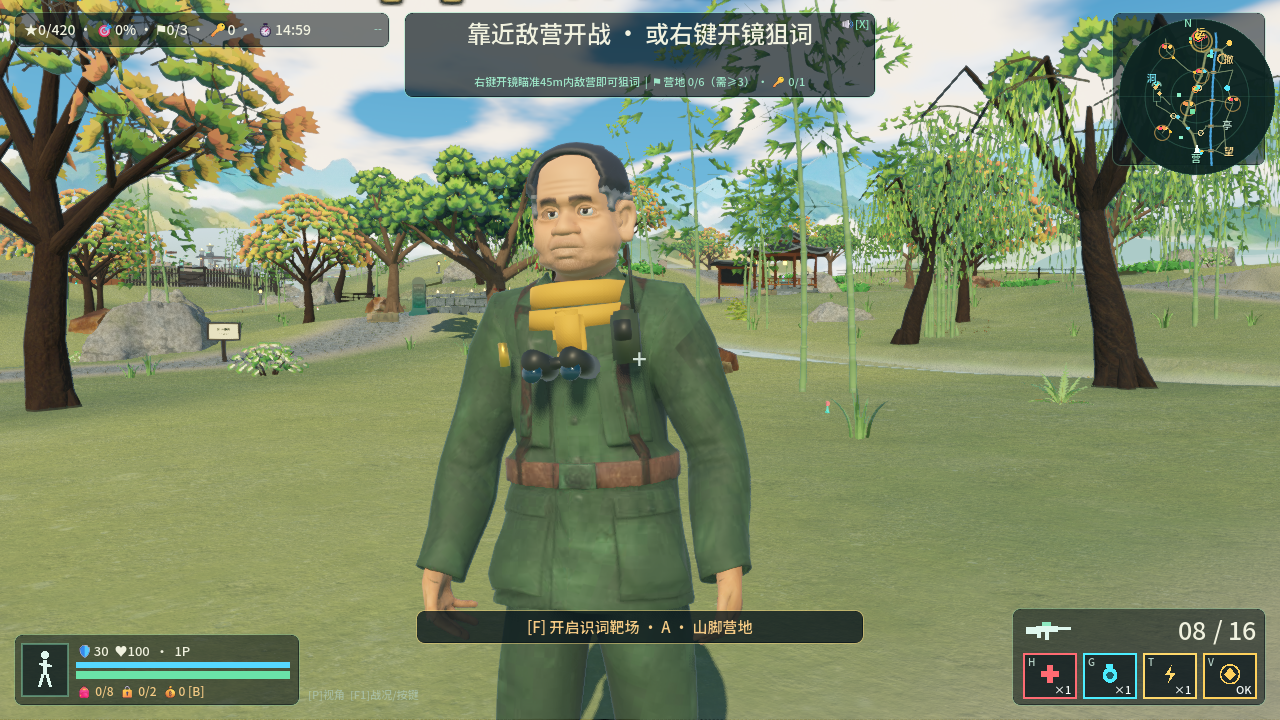 ★0/420 · 0% · 0/3 · 0 · 14:59 --
靠近敌营开战 · 或右键开镜狙词
[X]
右键开镜瞄准45m内敌营即可狙词 | 营地 0/6（需≥3） · 0/1
N
撤
洞
亭
营
望
[F] 开启识词靶场 · A · 山脚营地
30 ♥100 · 1P
0/8 0/2 0 [B]
[P]视角 [F1]战况/按键
08 / 16
H ×1
G ×1
T ×1
V OK